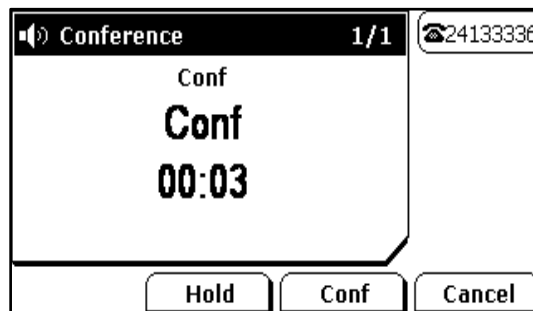 Conference 1/1
24133336
Conf
Conf
00:03
Hold Conf Cancel